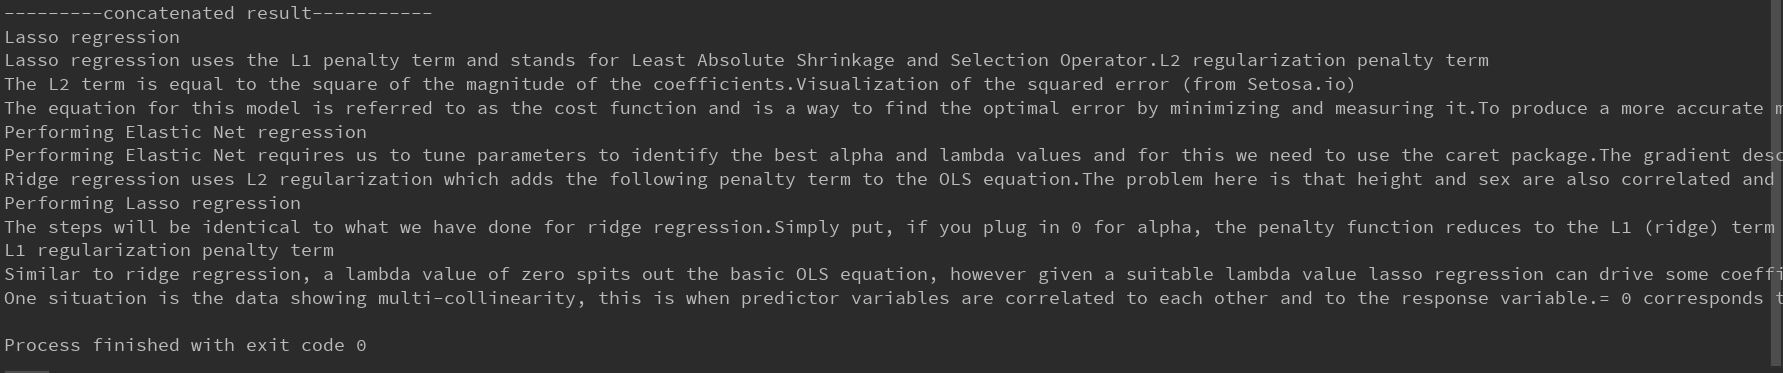 ---------concatenated result-----------
Lasso regression
Lasso regression uses the L1 penalty term and stands for Least Absolute Shrinkage and Selection Operator.L2 regularization penalty term
The L2 term is equal to the square of the magnitude of the coefficients.Visualization of the squared error (from Setosa.io)
The equation for this model is referred to as the cost function and is a way to find the optimal error by minimizing and measuring it.To produce a more accurate
Performing Elastic Net regression
Performing Elastic Net requires us to tune parameters to identify the best alpha and lambda values and for this we need to use the caret package.The gradient desc
Ridge regression uses L2 regularization which adds the following penalty term to the OLS equation.The problem here is that height and sex are also correlated and
Performing Lasso regression
The steps will be identical to what we have done for ridge regression.Simply put, if you plug in 0 for alpha, the penalty function reduces to the L1 (ridge) term
L1 regularization penalty term
Similar to ridge regression, a lambda value of zero spits out the basic OLS equation, however given a suitable lambda value lasso regression can drive some coeffi
One situation is the data showing multi-collinearity, this is when predictor variables are correlated to each other and to the response variable.= 0 corresponds
Process finished with exit code 0